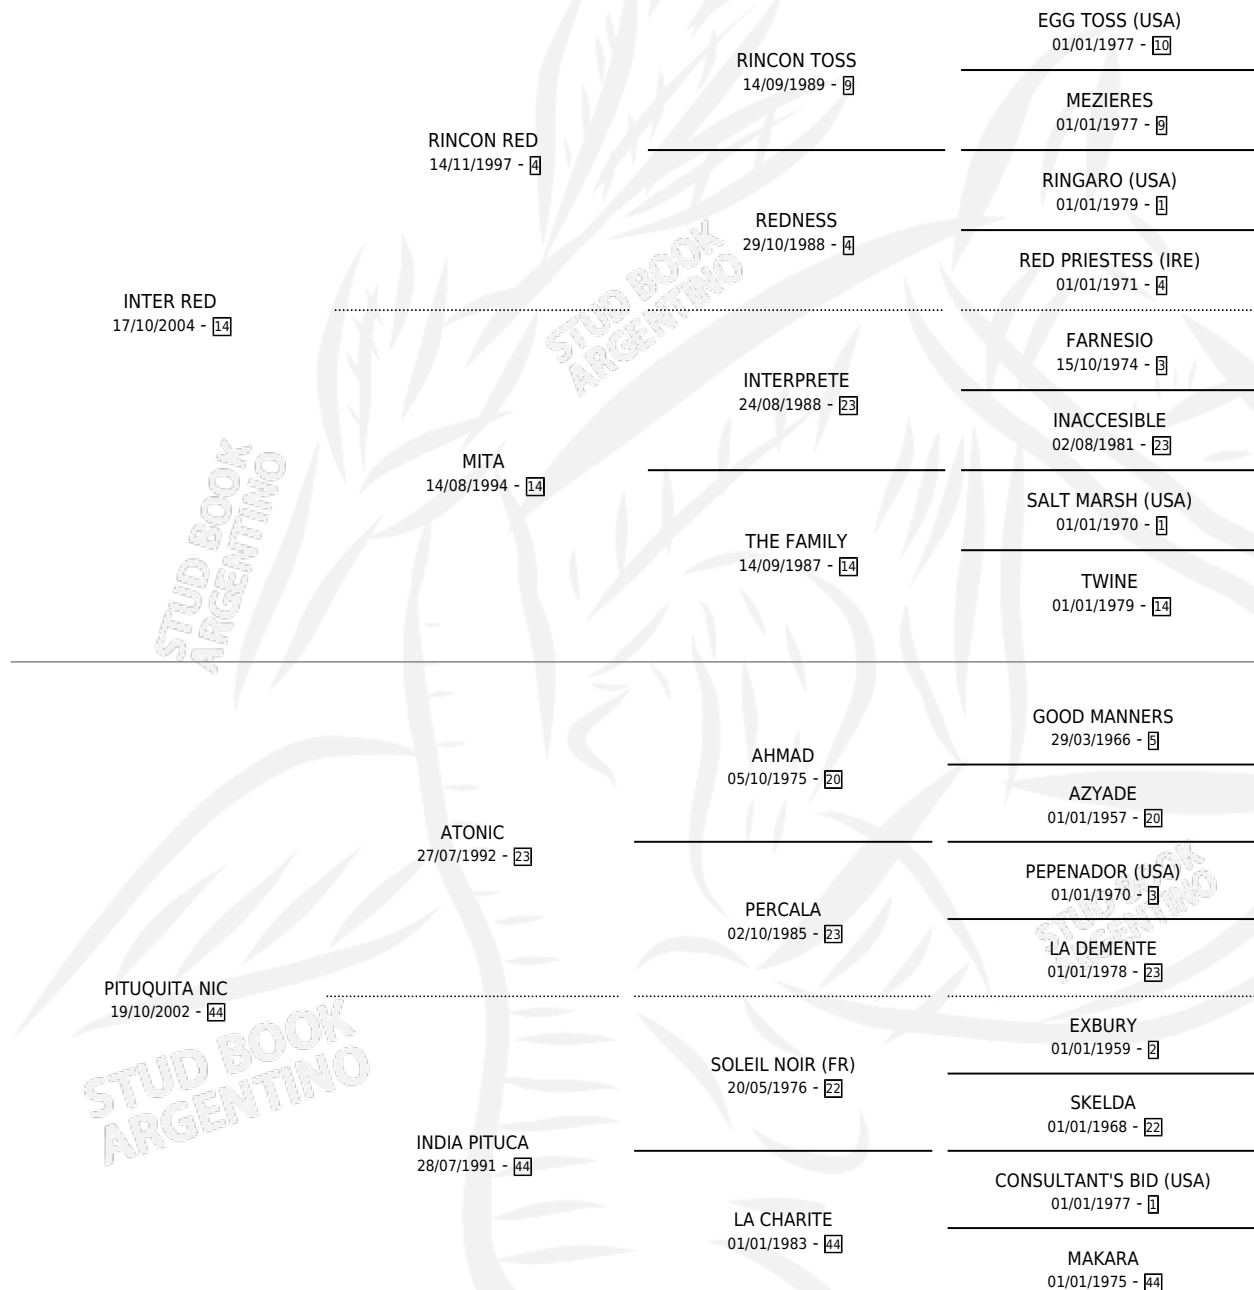 EGG TOSS (USA)
01/01/1977 - 10
RINCON TOSS
14/09/1989 - 9
MEZIERES
01/01/1977 - 9
RINCON RED
14/11/1997 - 4
RINGARO (USA)
01/01/1979 - 1
REDNESS
29/10/1988 - 4
RED PRIESTESS (IRE)
01/01/1971 - 4
INTER RED
17/10/2004 - 14
STUD BOOK
ARGENTINO
FARNESIO
15/10/1974 - 3
INTERPRETE
24/08/1988 - 23
INACCESIBLE
02/08/1981 - 23
MITA
14/08/1994 - 14
SALT MARSH (USA)
01/01/1970 - 1
THE FAMILY
14/09/1987 - 14
TWINE
01/01/1979 - 14
STUD BOOK
ARGENTINO
GOOD MANNERS
29/03/1966 - 5
AHMAD
05/10/1975 - 20
AZYADE
01/01/1957 - 20
ATONIC
27/07/1992 - 23
PEPENADOR (USA)
01/01/1970 - 3
PERCALA
02/10/1985 - 23
STUD BOOK
ARGENTINO
LA DEMENTE
01/01/1978 - 23
PITUQUITA NIC
19/10/2002 - 44
EXBURY
01/01/1959 - 2
SOLEIL NOIR (FR)
20/05/1976 - 22
SKELDA
01/01/1968 - 22
STUD BOOK
ARGENTINO
INDIA PITUCA
28/07/1991 - 44
CONSULTANT'S BID (USA)
01/01/1977 - 1
LA CHARITE
01/01/1983 - 44
MAKARA
01/01/1975 - 44